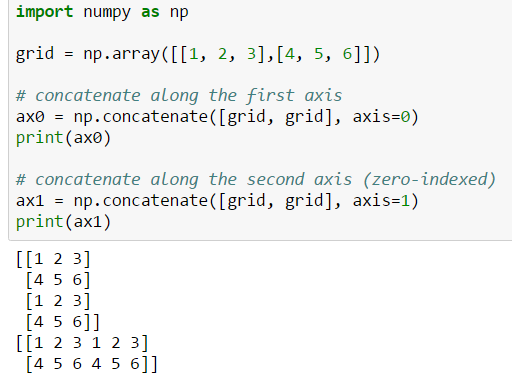 import numpy as np
grid = np.array([[1, 2, 3],[4, 5, 6]])
# concatenate along the first axis
ax0 = np.concatenate([grid, grid], axis=0)
print(ax0)
# concatenate along the second axis (zero-indexed)
ax1 = np.concatenate([grid, grid], axis=1)
print(ax1)
[[1 2 3]
 [4 5 6]
 [1 2 3]
 [4 5 6]]
[[1 2 3 1 2 3]
 [4 5 6 4 5 6]]